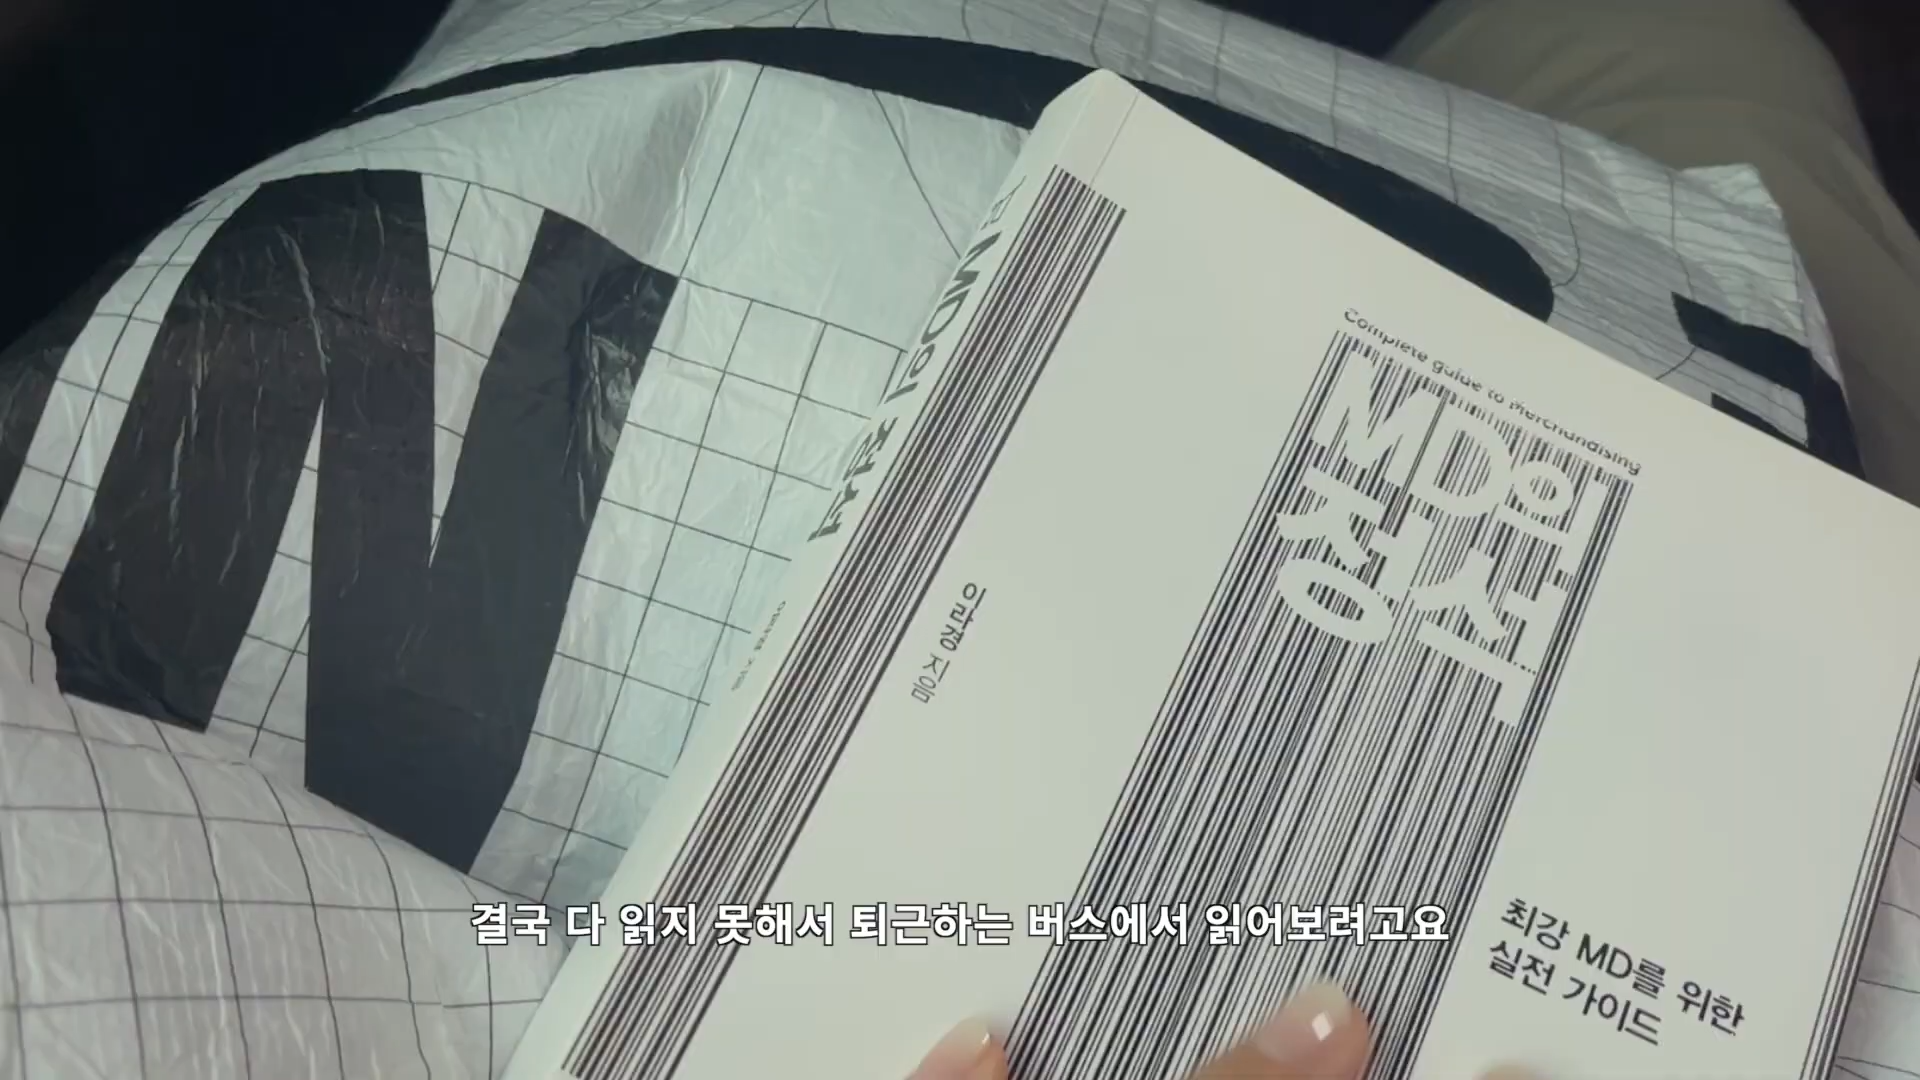 Complete guide to Merchandising
MD의
정석
이람경 지음
최강 MD를 위한
실전 가이드
MD의 정석
결국 다 읽지 못해서 퇴근하는 버스에서 읽어보려고요